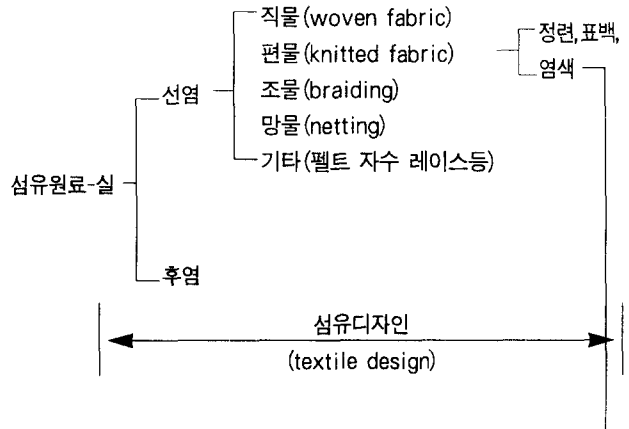 직물(woven fabric)
편물(knitted fabric)
정련,표백,
염색
선염
조물(braiding)
망물(netting)
기타(펠트 자수 레이스등)
섬유원료-실
후염
섬유디자인
(textile design)